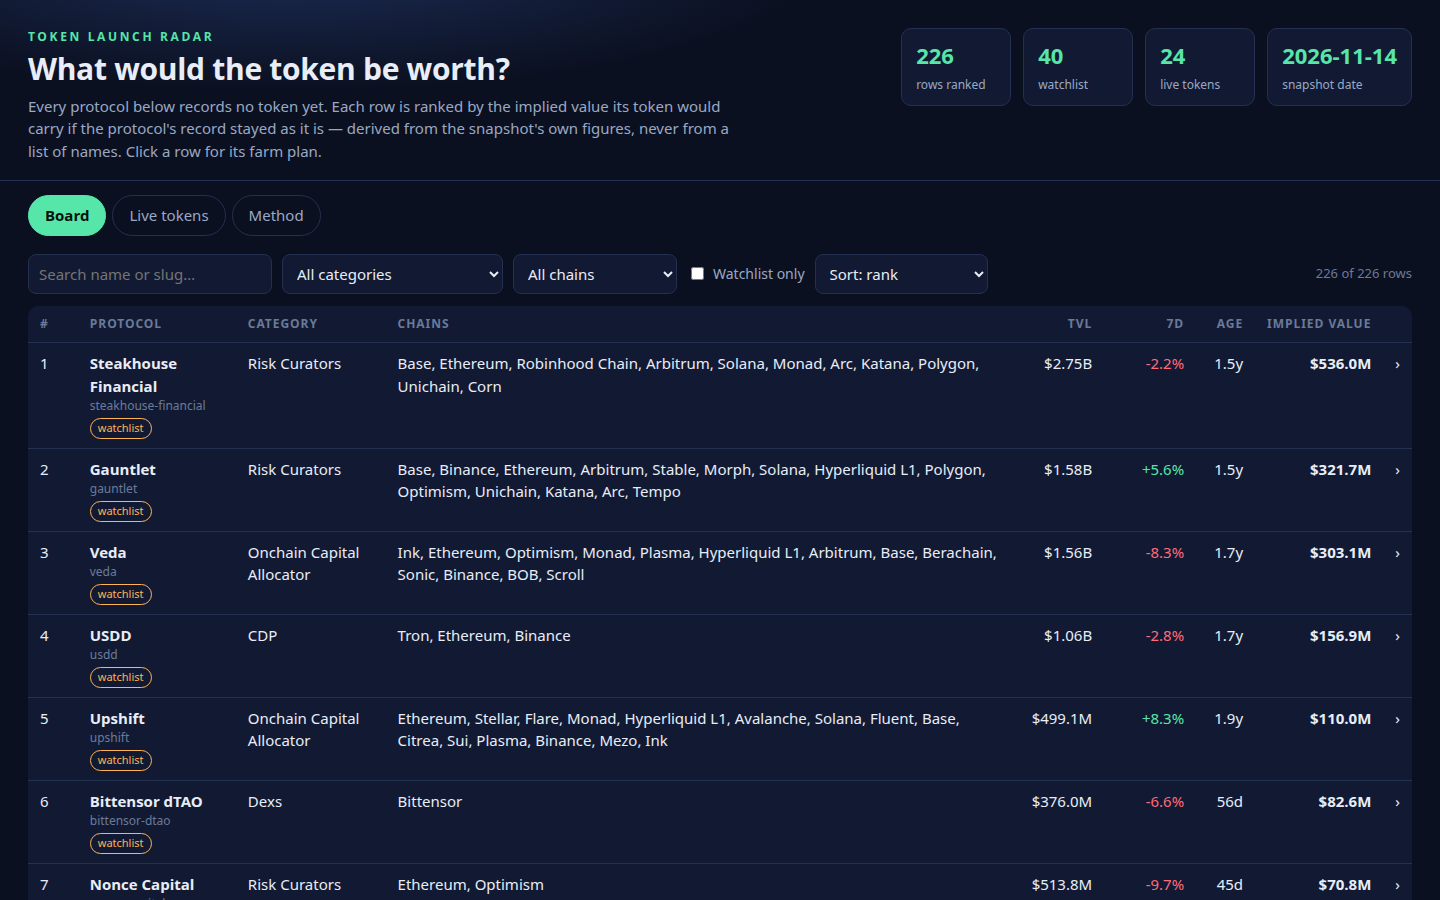 TOKEN LAUNCH RADAR
What would the token be worth?
Every protocol below records no token yet. Each row is ranked by the implied value its token would
carry if the protocol's record stayed as it is — derived from the snapshot's own figures, never from a
list of names. Click a row for its farm plan.
226
rows ranked
40
watchlist
24
live tokens
2026-11-14
snapshot date
Board
Live tokens
Method
Search name or slug...
All categories
All chains
Watchlist only
Sort: rank
226 of 226 rows
# PROTOCOL CATEGORY CHAINS TVL 7D AGE IMPLIED VALUE
1 Steakhouse Risk Curators Base, Ethereum, Robinhood Chain, Arbitrum, Solana, Monad, Arc, Katana, Polygon, $2.75B -2.2% 1.5y $536.0M ›
Financial Unichain, Corn
steakhouse-financial
watchlist
2 Gauntlet Risk Curators Base, Binance, Ethereum, Arbitrum, Stable, Morph, Solana, Hyperliquid L1, Polygon, $1.58B +5.6% 1.5y $321.7M ›
gauntlet Optimism, Unichain, Katana, Arc, Tempo
watchlist
3 Veda Onchain Capital Ink, Ethereum, Optimism, Monad, Plasma, Hyperliquid L1, Arbitrum, Base, Berachain, $1.56B -8.3% 1.7y $303.1M ›
veda Allocator Sonic, Binance, BOB, Scroll
watchlist
4 USDD CDP Tron, Ethereum, Binance $1.06B -2.8% 1.7y $156.9M ›
usdd
watchlist
5 Upshift Onchain Capital Ethereum, Stellar, Flare, Monad, Hyperliquid L1, Avalanche, Solana, Fluent, Base, $499.1M +8.3% 1.9y $110.0M ›
upshift Allocator Citrea, Sui, Plasma, Binance, Mezo, Ink
watchlist
6 Bittensor dTAO Dexs Bittensor $376.0M -6.6% 56d $82.6M ›
bittensor-dtao
watchlist
7 Nonce Capital Risk Curators Ethereum, Optimism $513.8M -9.7% 45d $70.8M ›